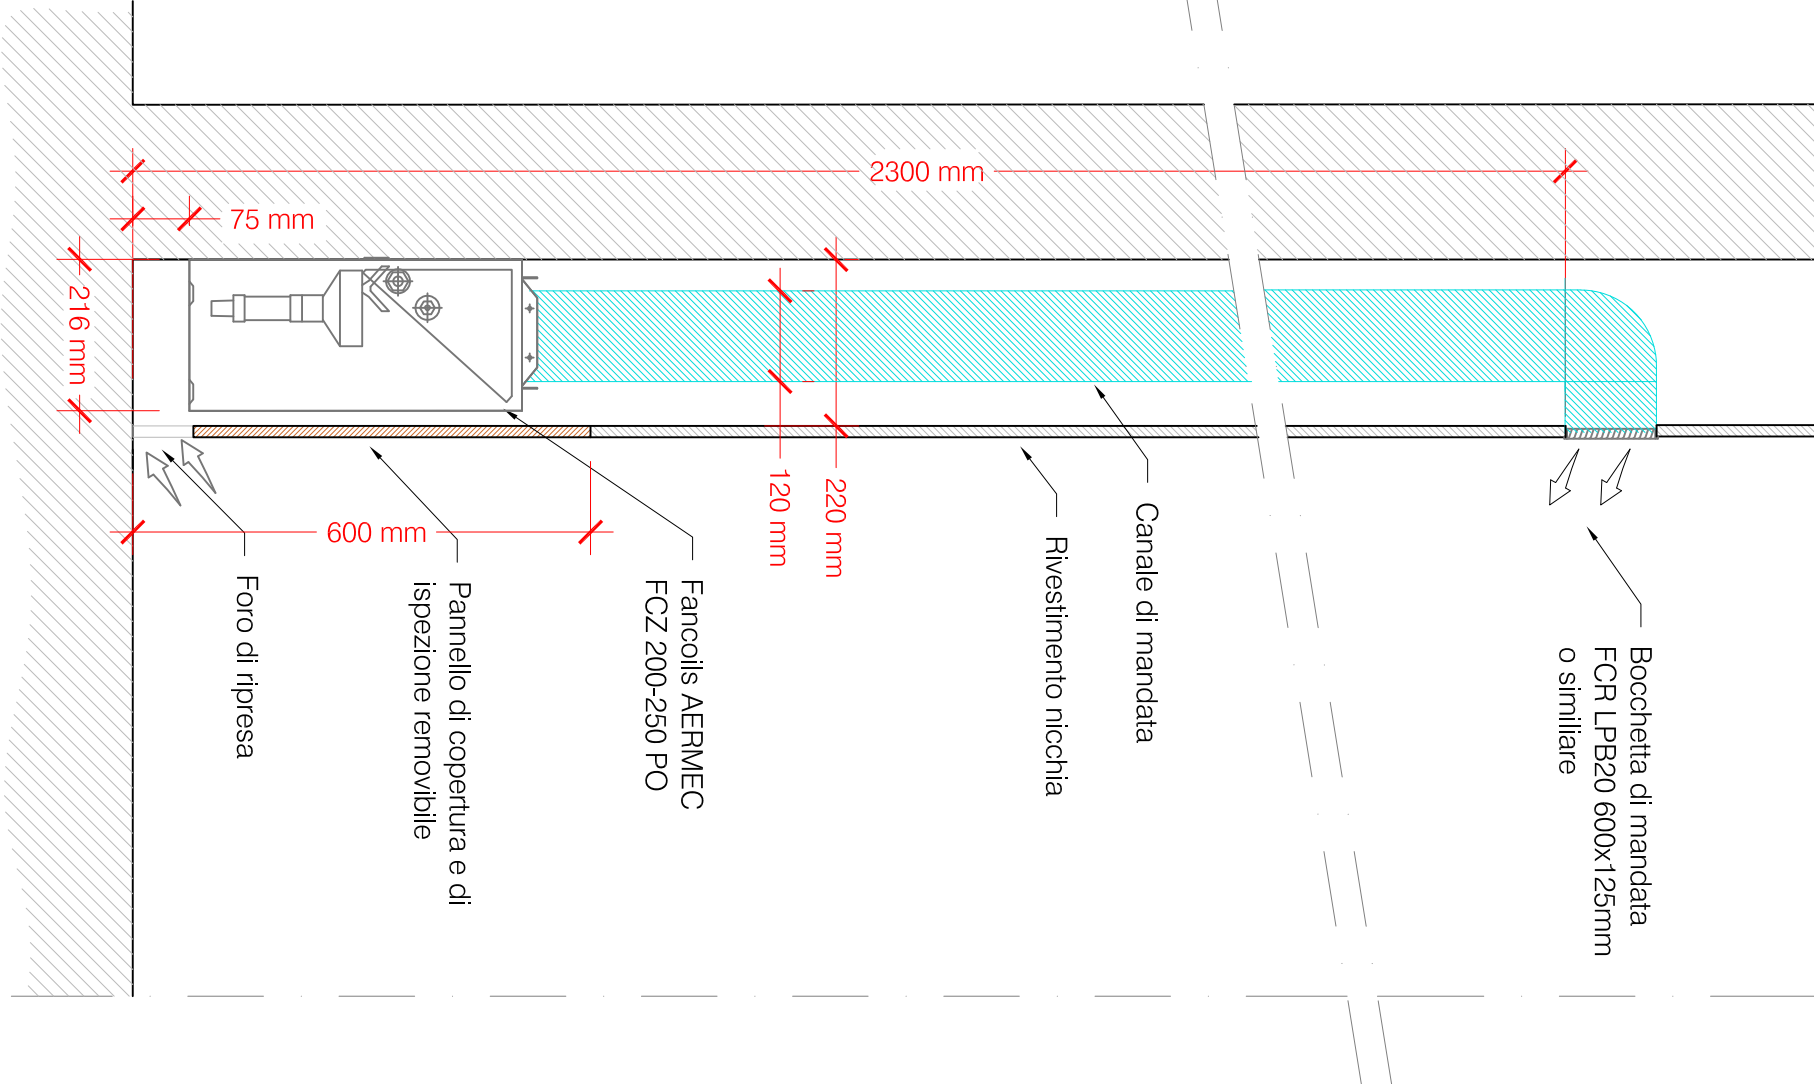 2300 mm
75 mm
216 mm
600 mm
120 mm
220 mm
Foro di ripresa
Pannello di copertura e di
ispezione removibile
Fancoils AERMEC
FCZ 200-250 PO
Rivestimento nicchia
Canale di mandata
Bocchetta di mandata
FCR LPB20 600x125mm
o similiare